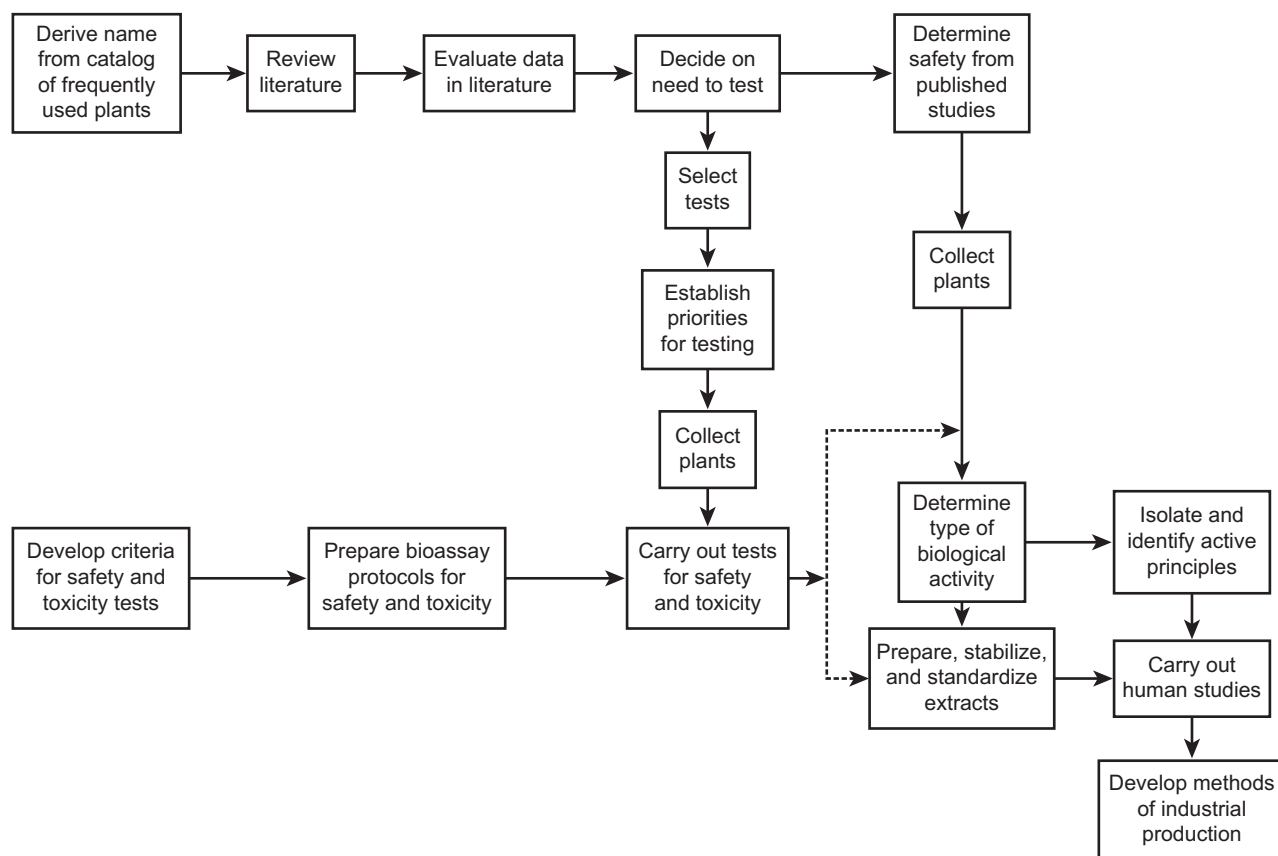 Derive name
from catalog
of frequently
used plants
Review
literature
Evaluate data
in literature
Decide on
need to test
Determine
safety from
published
studies
Select
tests
Collect
plants
Establish
priorities
for testing
Collect
plants
Develop criteria
for safety and
toxicity tests
Prepare bioassay
protocols for
safety and toxicity
Carry out tests
for safety
and toxicity
Determine
type of
biological
activity
Isolate and
identify active
principles
Prepare, stabilize,
and standardize
extracts
Carry out
human studies
Develop methods
of industrial
production